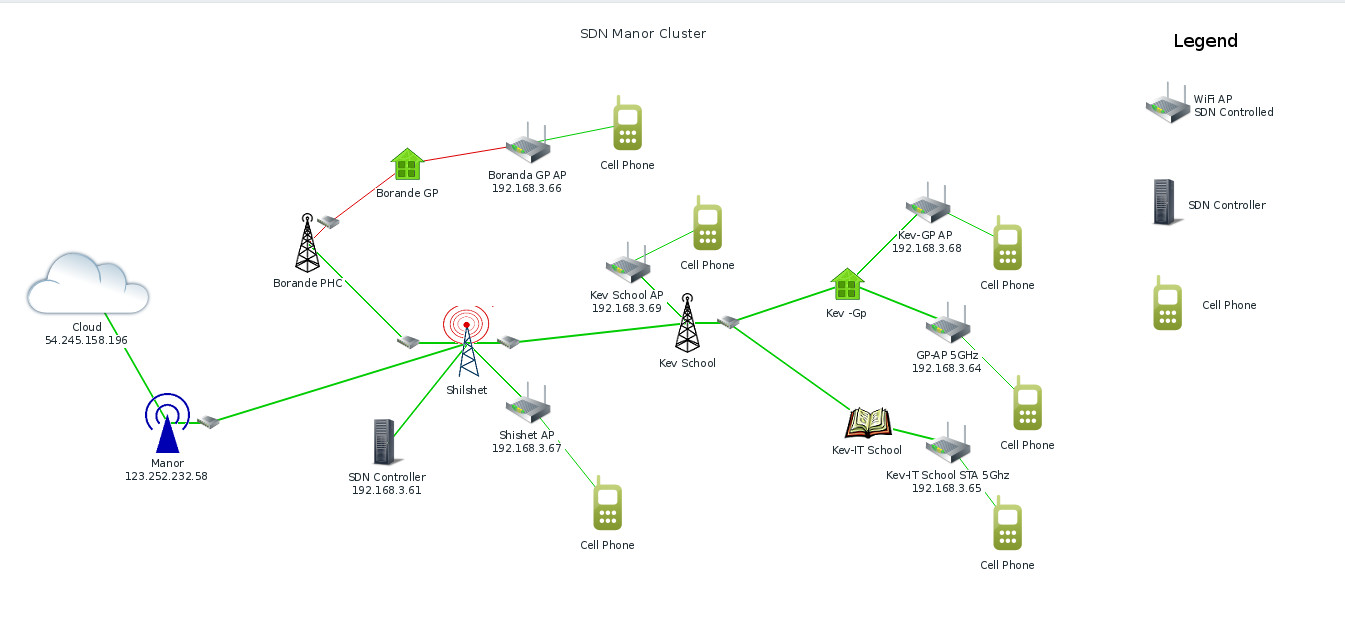 SDN Manor Cluster
Legend
WiFi AP
SDN Controlled
SDN Controller
Cell Phone
Cell Phone
Boranda GP AP
192.168.3.66
Borande GP
Borande PHC
Cloud
54.245.158.196
Manor
123.252.232.58
Shilshet
SDN Controller
192.168.3.61
Shishet AP
192.168.3.67
Cell Phone
Cell Phone
Kev School AP
192.168.3.69
Kev School
Kev-GP AP
192.168.3.68
Cell Phone
Kev -Gp
GP-AP 5GHz
192.168.3.64
Cell Phone
Kev-IT School
Kev-IT School STA 5Ghz
192.168.3.65
Cell Phone